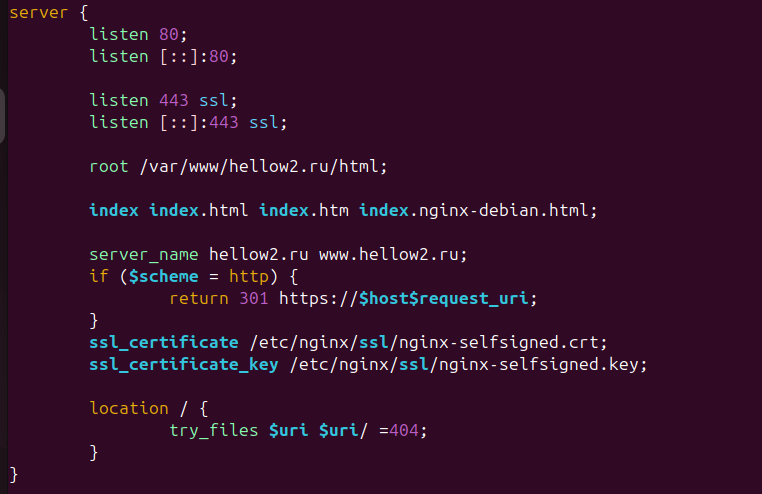 server {
        listen 80;
        listen [::]:80;

        listen 443 ssl;
        listen [::]:443 ssl;

        root /var/www/hellow2.ru/html;

        index index.html index.htm index.nginx-debian.html;

        server_name hellow2.ru www.hellow2.ru;
        if ($scheme = http) {
                return 301 https://$host$request_uri;
        }
        ssl_certificate /etc/nginx/ssl/nginx-selfsigned.crt;
        ssl_certificate_key /etc/nginx/ssl/nginx-selfsigned.key;

        location / {
                try_files $uri $uri/ =404;
        }
}